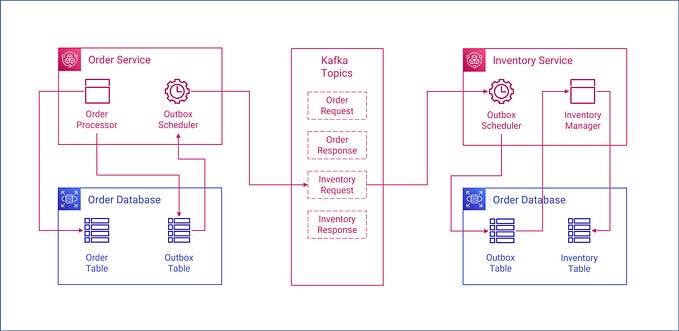 Order Service
Order
Processor
Outbox
Scheduler
Order Database
Order
Table
Outbox
Table
Kafka
Topics
Order
Request
Order
Response
Inventory
Request
Inventory
Response
Inventory Service
Outbox
Scheduler
Inventory
Manager
Order Database
Outbox
Table
Inventory
Table